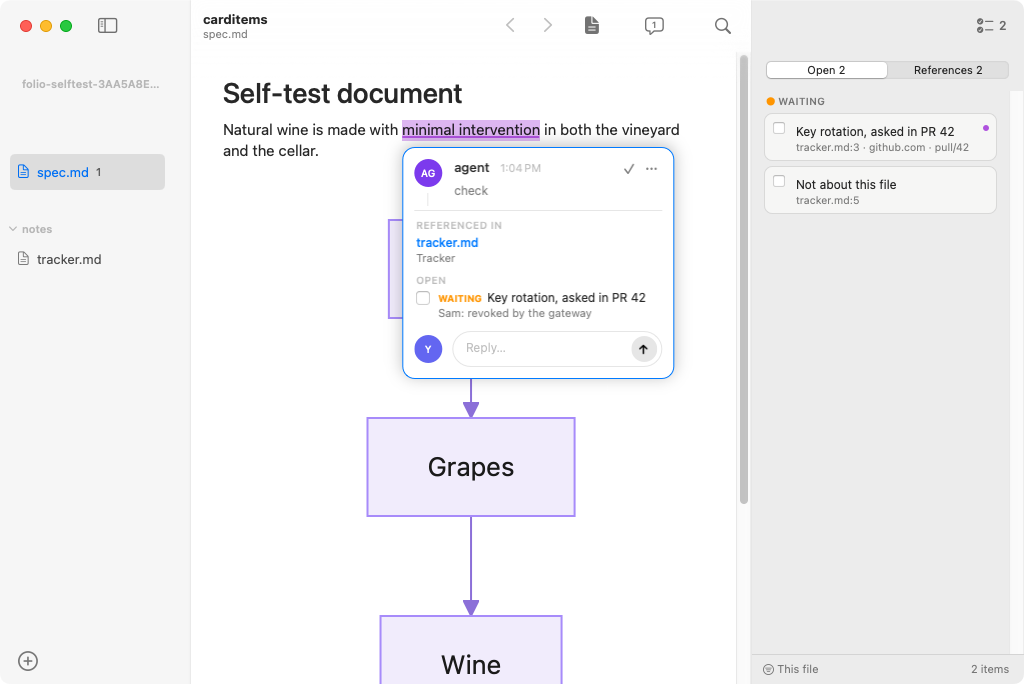 folio-selftest-3AA5A8E...
spec.md 1
notes
tracker.md
carditems
spec.md
1
Self-test document
Natural wine is made with minimal intervention in both the vineyard
and the cellar.
AG
agent 1:04 PM
check
REFERENCED IN
tracker.md
Tracker
OPEN
WAITING Key rotation, asked in PR 42
Sam: revoked by the gateway
Y
Reply...
Grapes
Wine
2
Open 2
References 2
WAITING
Key rotation, asked in PR 42
tracker.md:3 · github.com · pull/42
Not about this file
tracker.md:5
This file
2 items